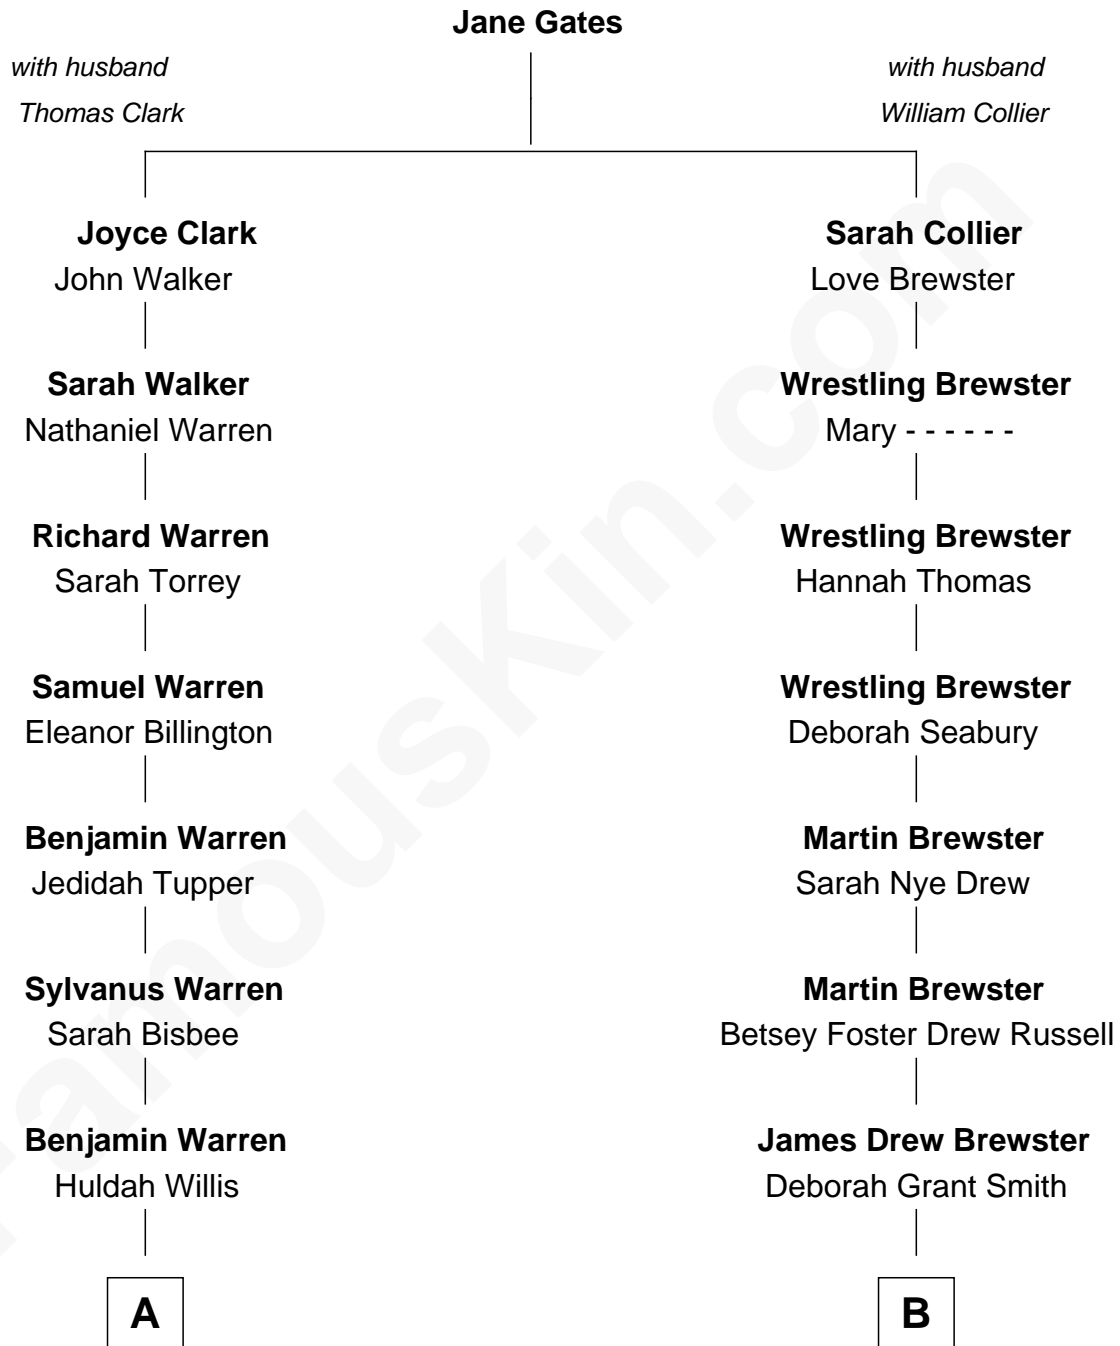 Jane Gates
with husband
Thomas Clark
with husband
William Collier
Joyce Clark
John Walker
Sarah Walker
Nathaniel Warren
Richard Warren
Sarah Torrey
Samuel Warren
Eleanor Billington
Benjamin Warren
Jedidah Tupper
Sylvanus Warren
Sarah Bisbee
Benjamin Warren
Huldah Willis
A
Sarah Collier
Love Brewster
Wrestling Brewster
Mary - - - - - -
Wrestling Brewster
Hannah Thomas
Wrestling Brewster
Deborah Seabury
Martin Brewster
Sarah Nye Drew
Martin Brewster
Betsey Foster Drew Russell
James Drew Brewster
Deborah Grant Smith
B
FamousKin.com